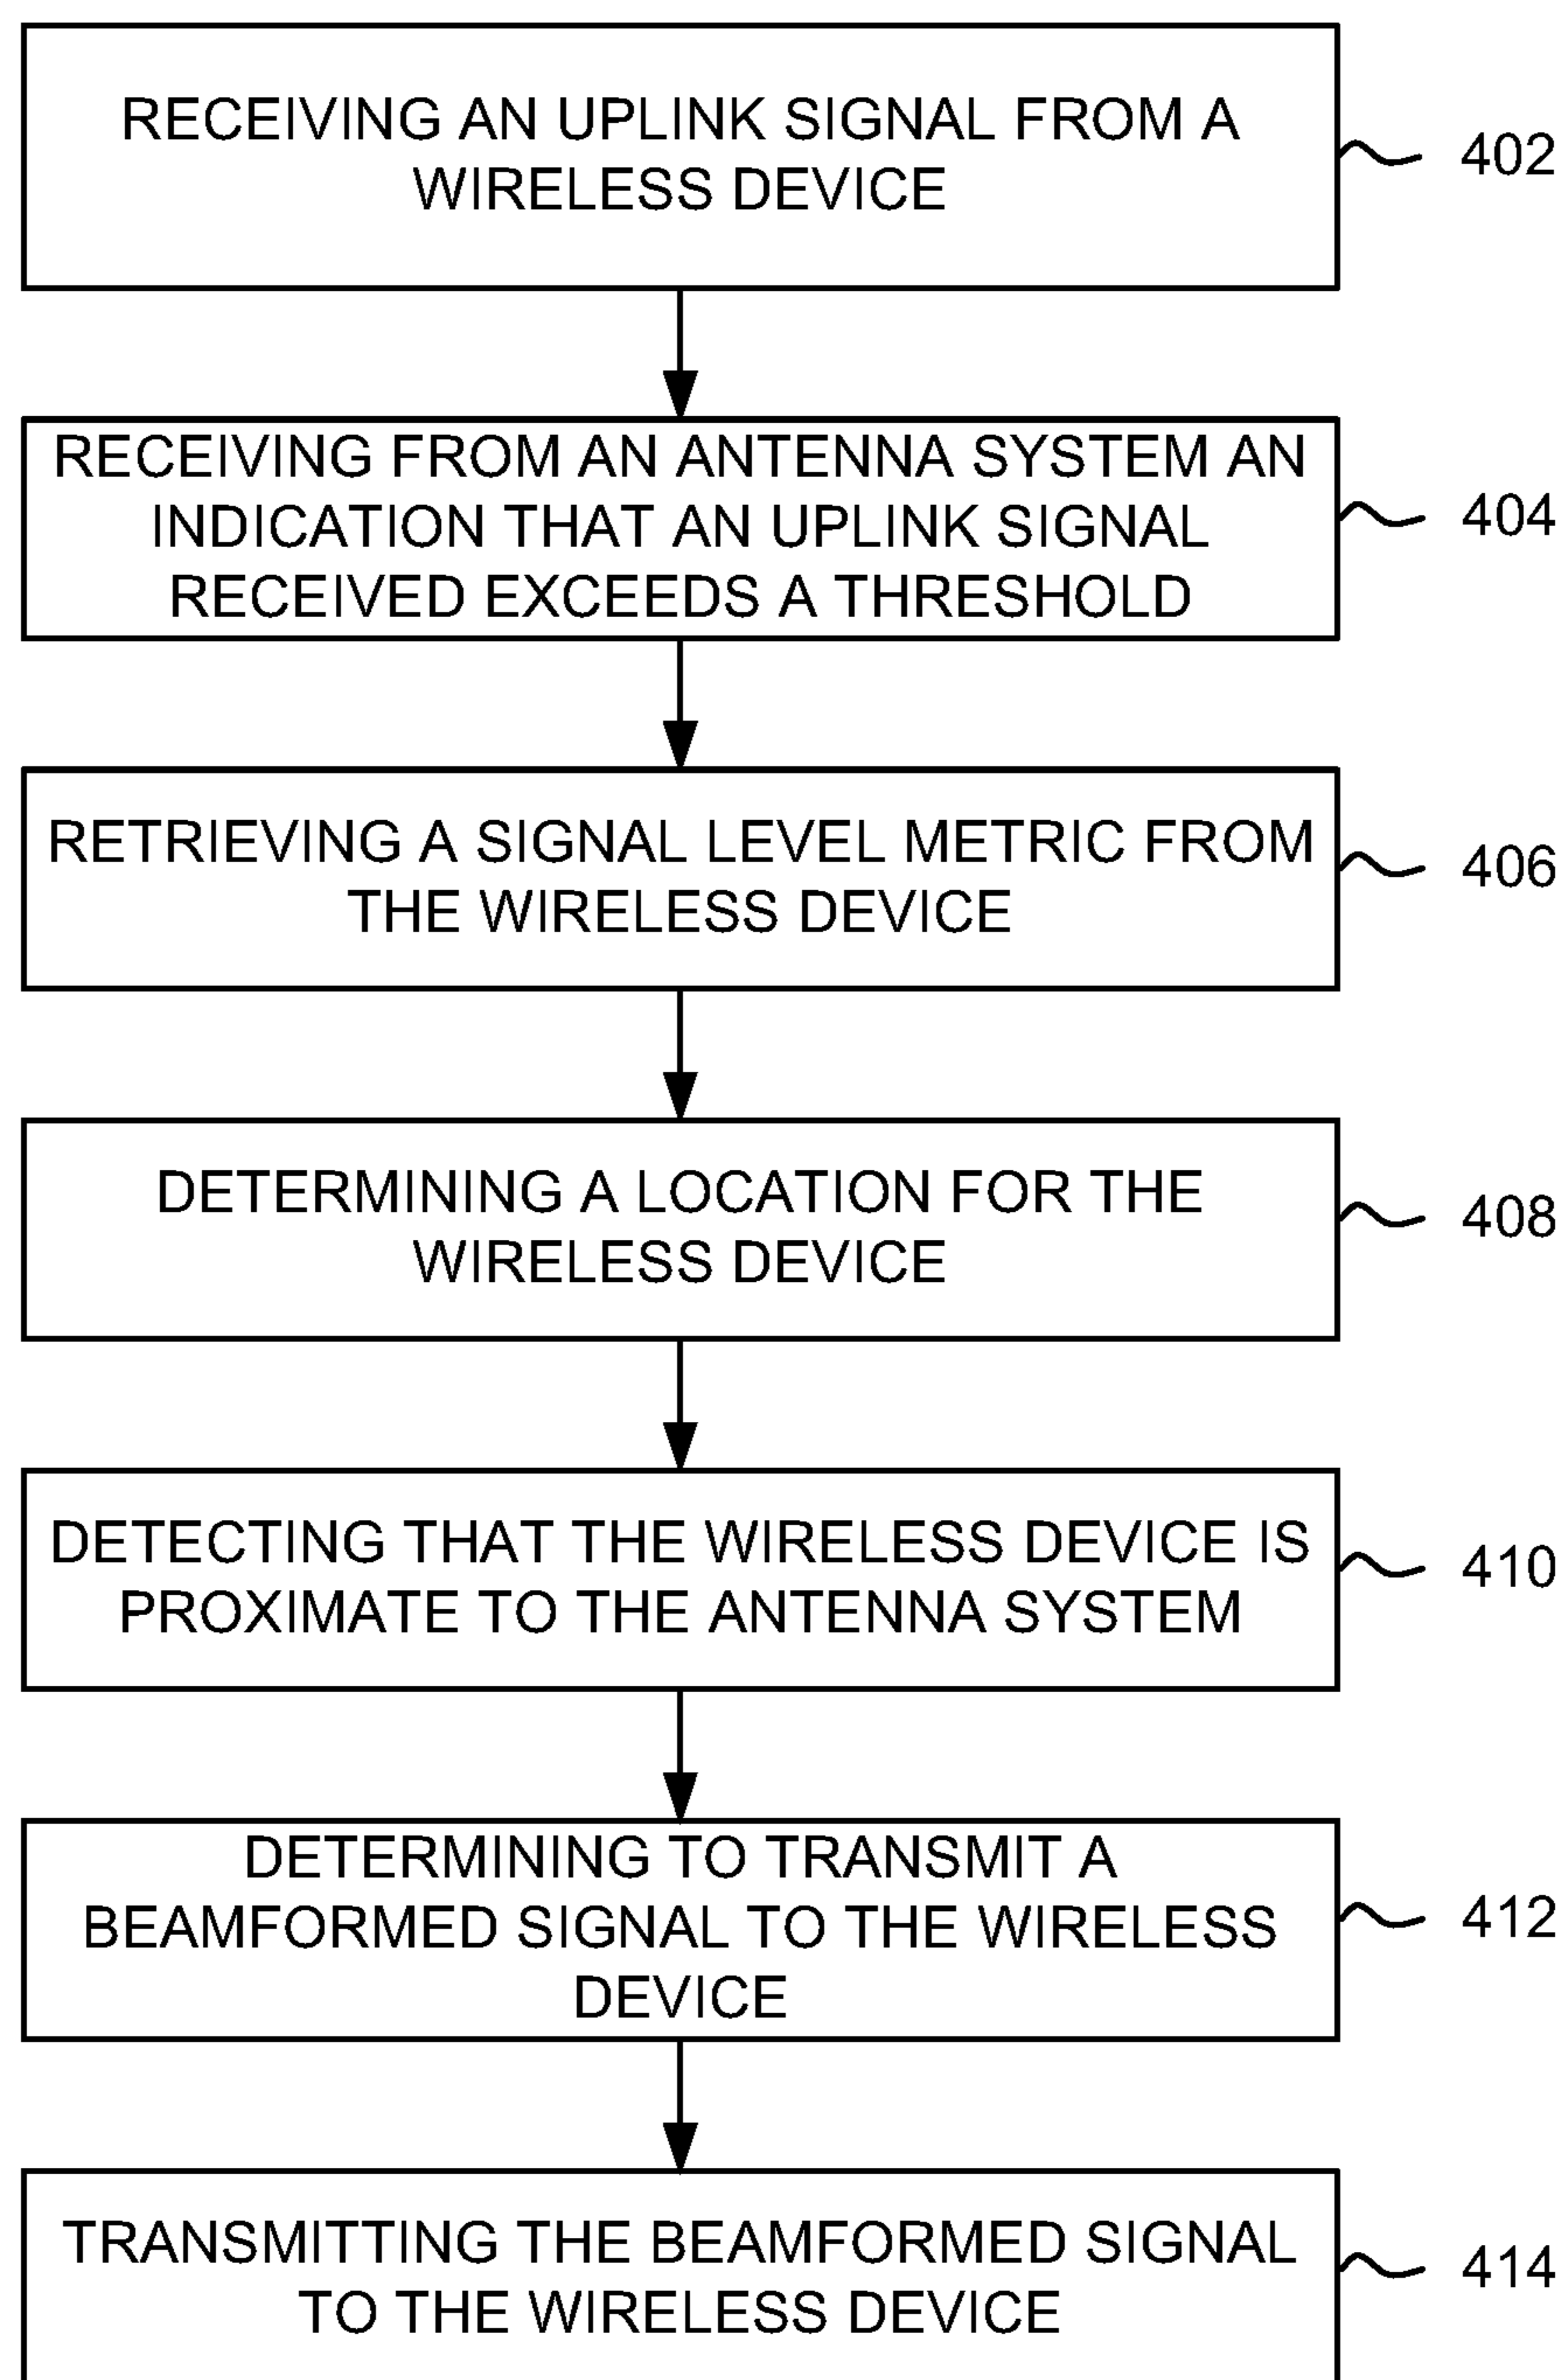 RECEIVING AN UPLINK SIGNAL FROM A
WIRELESS DEVICE
402
RECEIVING FROM AN ANTENNA SYSTEM AN
INDICATION THAT AN UPLINK SIGNAL
RECEIVED EXCEEDS A THRESHOLD
404
RETRIEVING A SIGNAL LEVEL METRIC FROM
THE WIRELESS DEVICE
406
DETERMINING A LOCATION FOR THE
WIRELESS DEVICE
408
DETECTING THAT THE WIRELESS DEVICE IS
PROXIMATE TO THE ANTENNA SYSTEM
410
DETERMINING TO TRANSMIT A
BEAMFORMED SIGNAL TO THE WIRELESS
DEVICE
412
TRANSMITTING THE BEAMFORMED SIGNAL
TO THE WIRELESS DEVICE
414